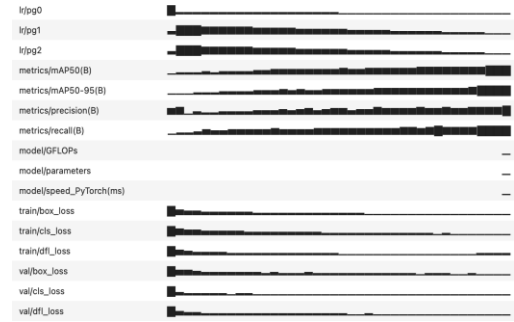 lr/pg0
lr/pg1
lr/pg2
metrics/mAP50(B)
metrics/mAP50-95(B)
metrics/precision(B)
metrics/recall(B)
model/GFLOPs
model/parameters
model/speed_PyTorch(ms)
train/box_loss
train/cls_loss
train/dfl_loss
val/box_loss
val/cls_loss
val/dfl_loss